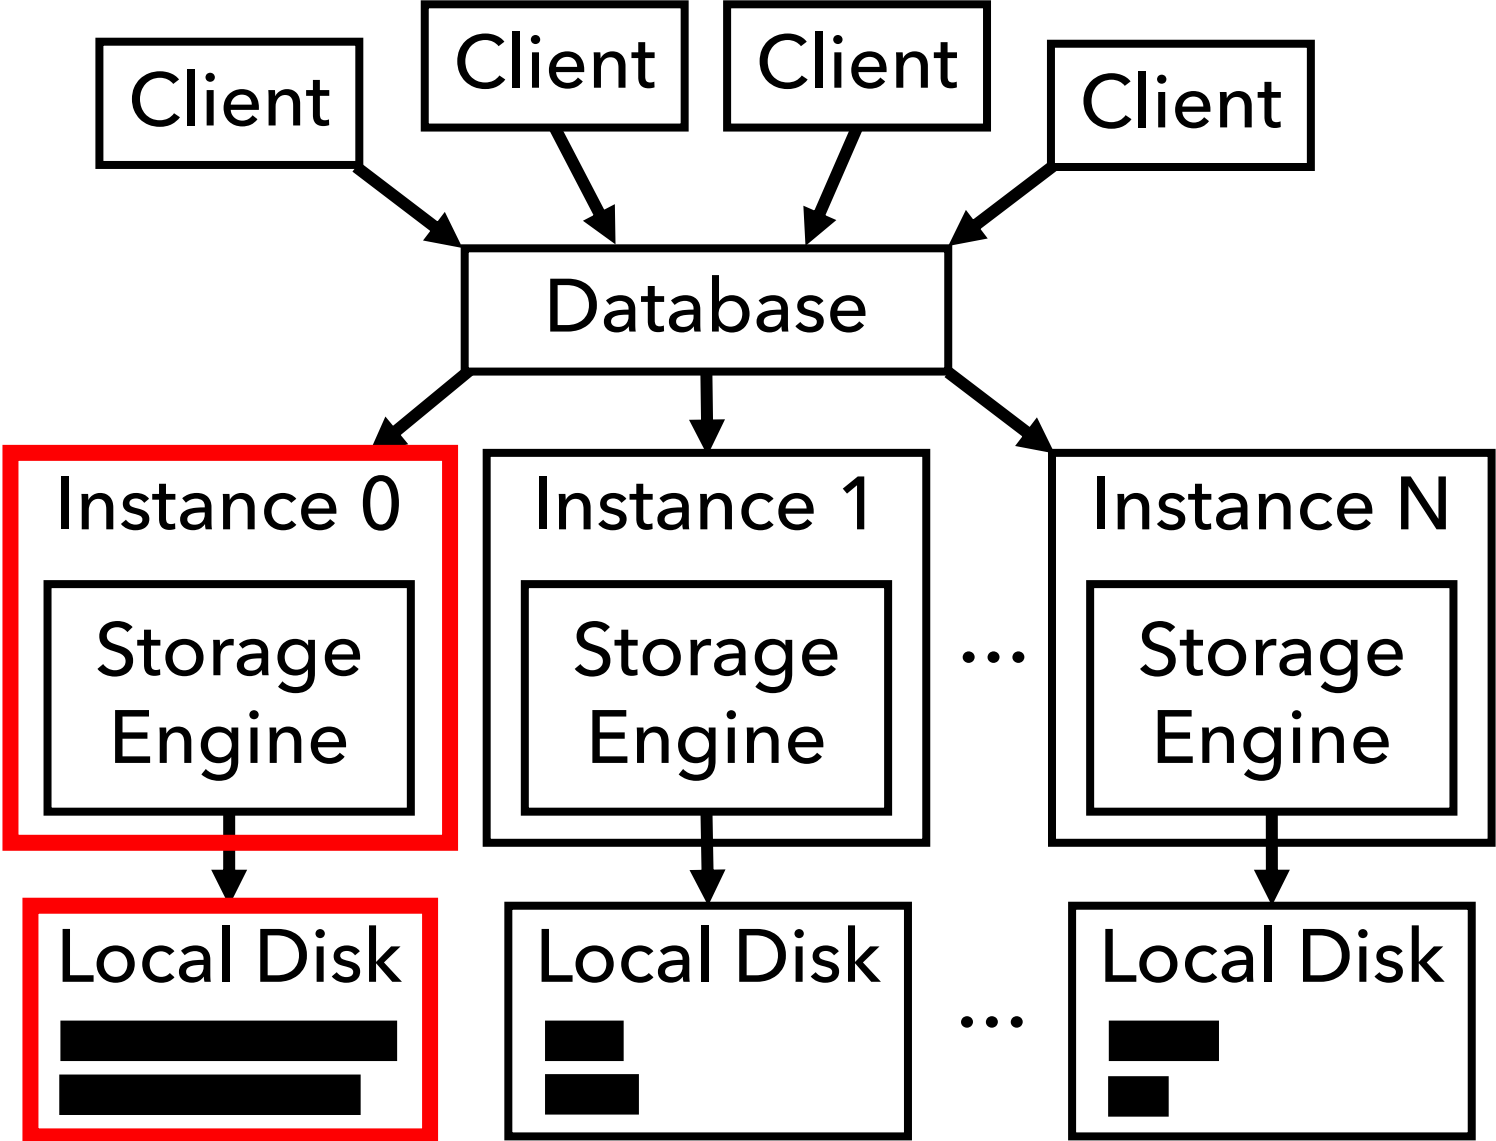 Client
Client
Client
Client
Database
Instance 0
Instance 1
Instance N
Storage
Engine
Storage
Engine
...
Storage
Engine
Local Disk
Local Disk
...
Local Disk